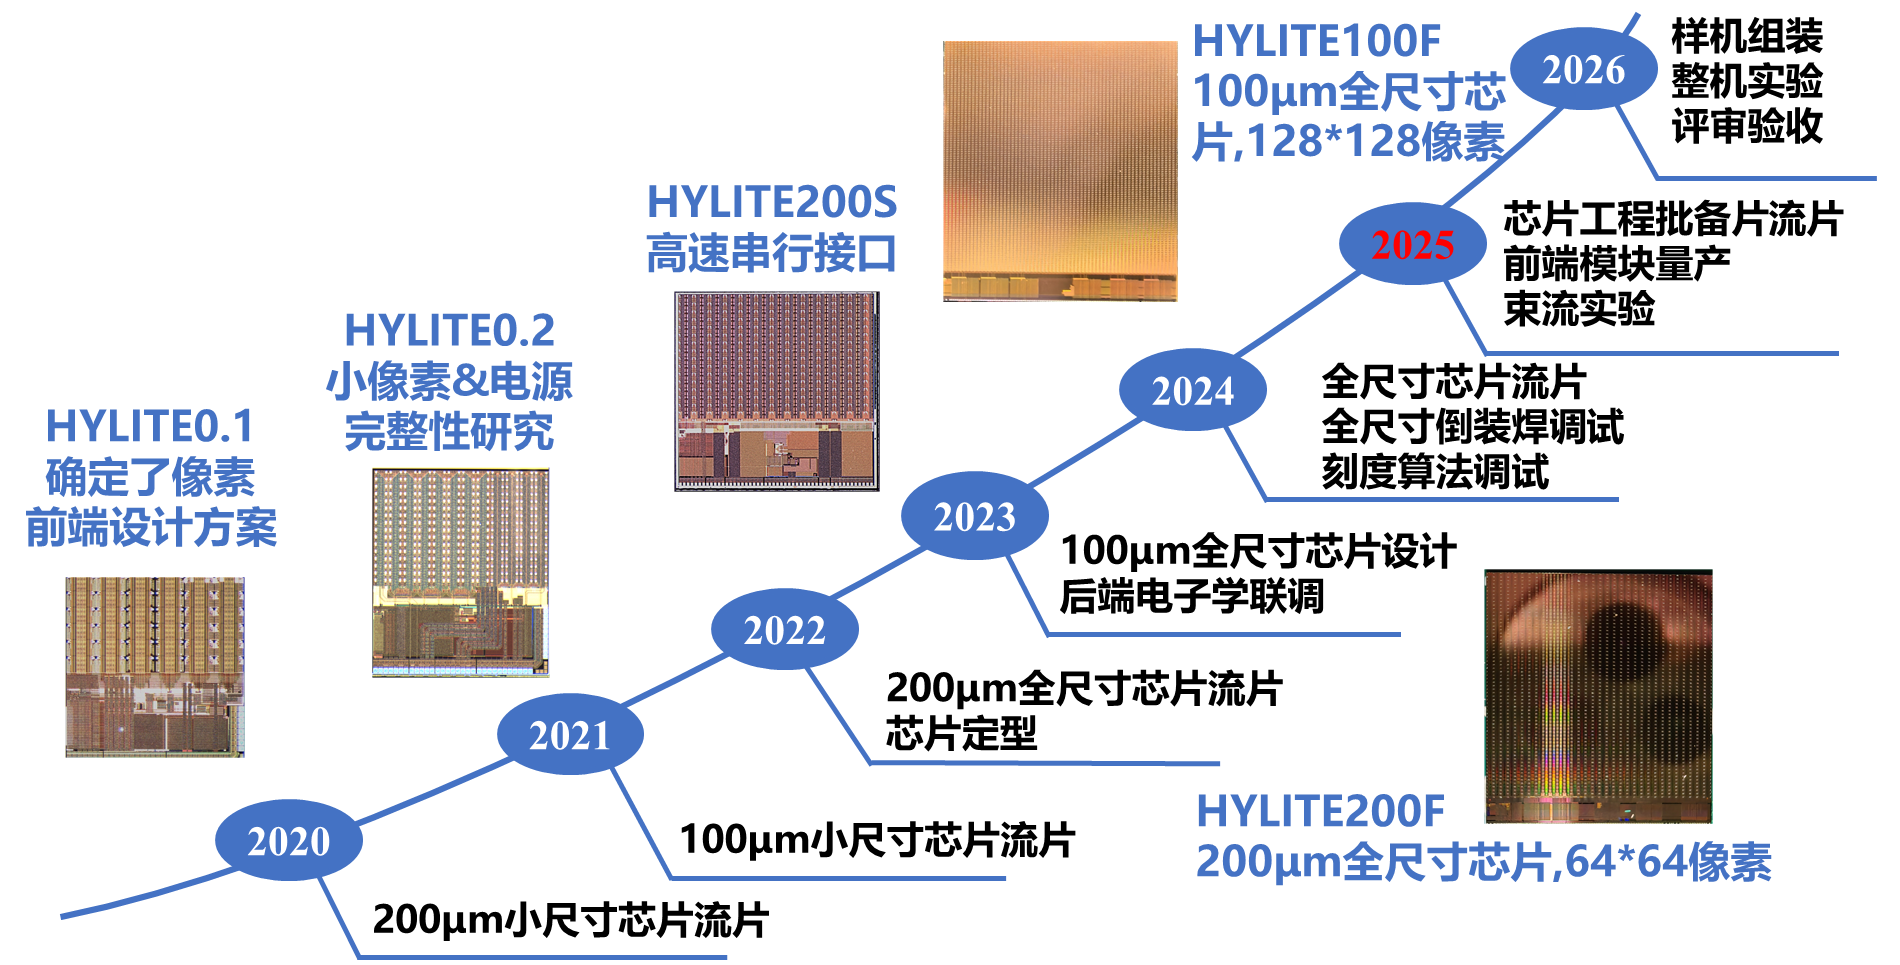 HYLITE0.1
确定了像素
前端设计方案
HYLITE0.2
小像素&电源
完整性研究
HYLITE200S
高速串行接口
HYLITE100F
100μm全尺寸芯
片,128*128像素
2026
样机组装
整机实验
评审验收
2025
芯片工程批备片流片
前端模块量产
束流实验
2024
全尺寸芯片流片
全尺寸倒装焊调试
刻度算法调试
2023
100μm全尺寸芯片设计
后端电子学联调
2022
200μm全尺寸芯片流片
芯片定型
2021
100μm小尺寸芯片流片
2020
200μm小尺寸芯片流片
HYLITE200F
200μm全尺寸芯片,64*64像素